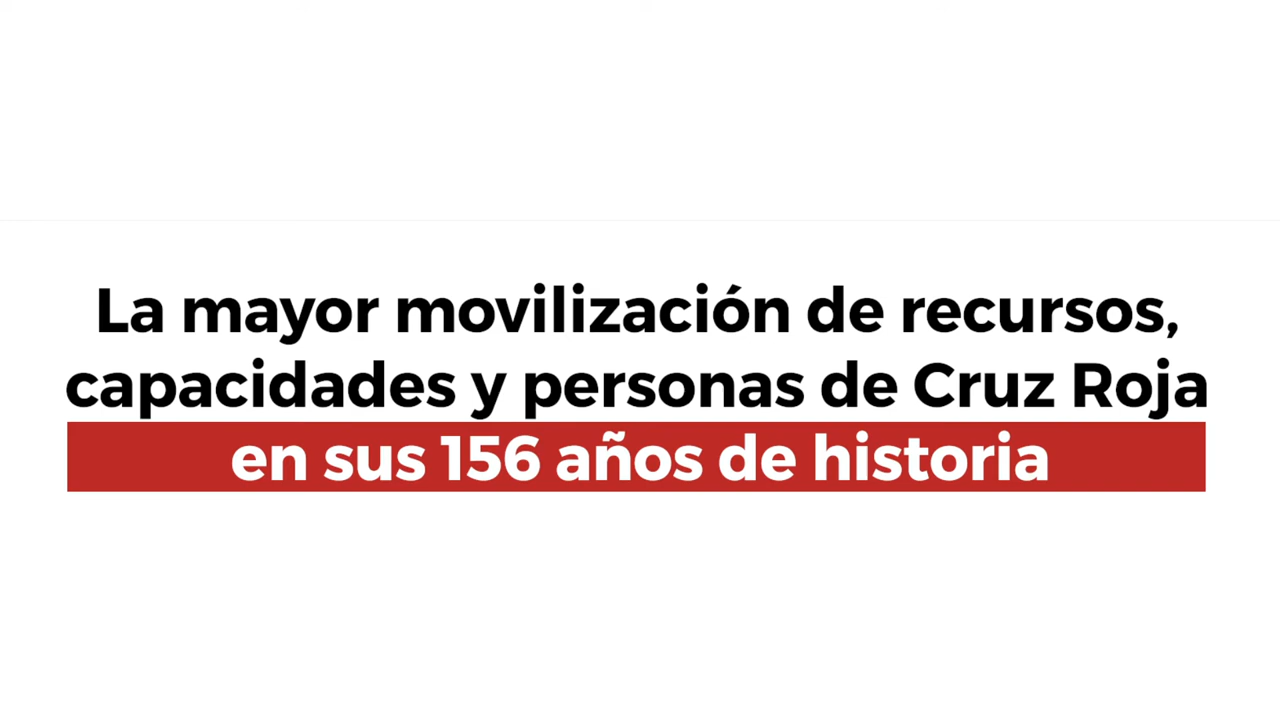 La mayor movilización de recursos,
capacidades y personas de Cruz Roja
en sus 156 años de historia